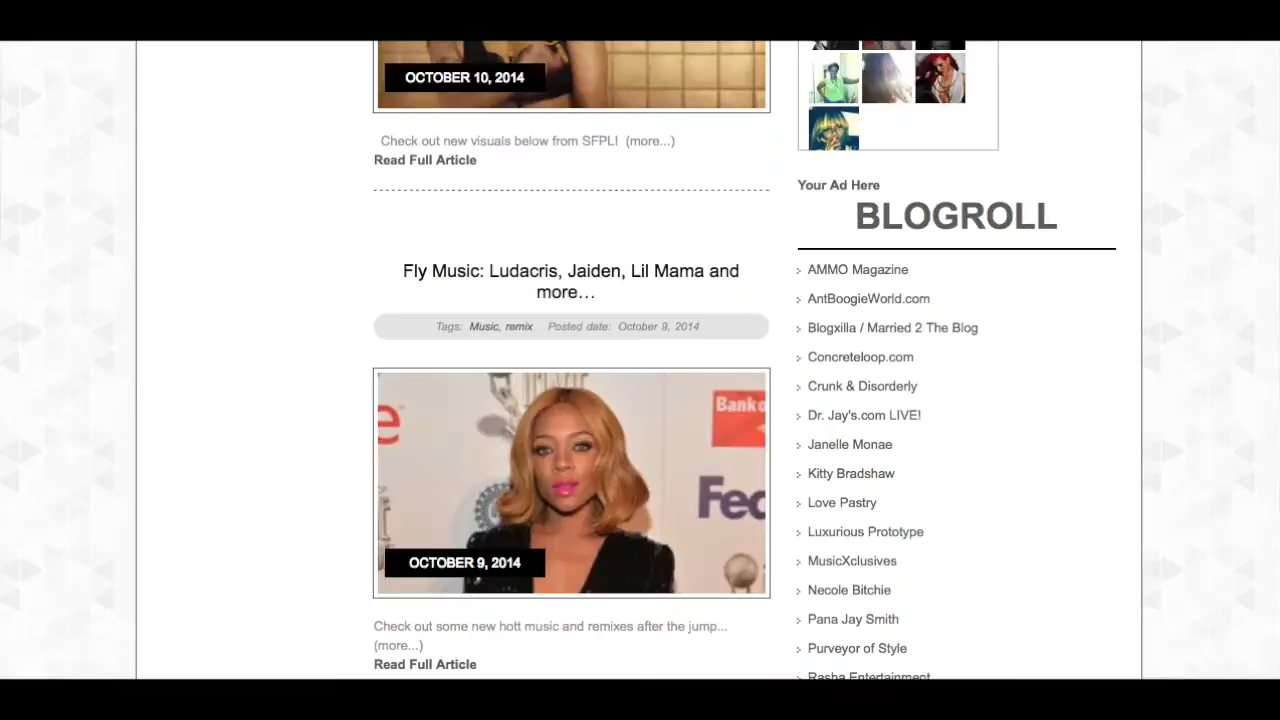 OCTOBER 10, 2014
Check out new visuals below from SFPL! (more...)
Read Full Article
Fly Music: Ludacris, Jaiden, Lil Mama and
more…
Tags: Music, remix Posted date: October 9, 2014
e
Banko
Fed
OCTOBER 9, 2014
Check out some new hott music and remixes after the jump...
(more...)
Read Full Article
Your Ad Here
BLOGROLL
AMMO Magazine
AntBoogieWorld.com
Blogxilla / Married 2 The Blog
Concreteloop.com
Crunk & Disorderly
Dr. Jay's.com LIVE!
Janelle Monae
Kitty Bradshaw
Love Pastry
Luxurious Prototype
MusicXclusives
Necole Bitchie
Pana Jay Smith
Purveyor of Style
Rasha Entertainment